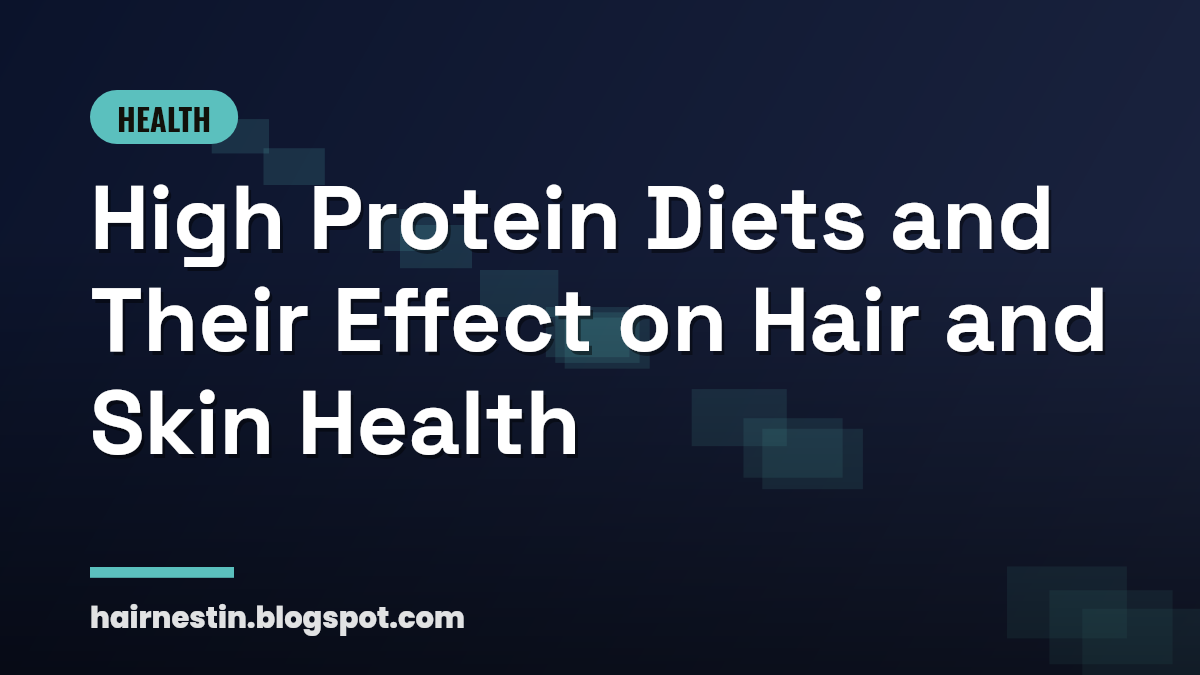 HEALTH
High Protein Diets and
Their Effect on Hair and
Skin Health
hairnestin.blogspot.com